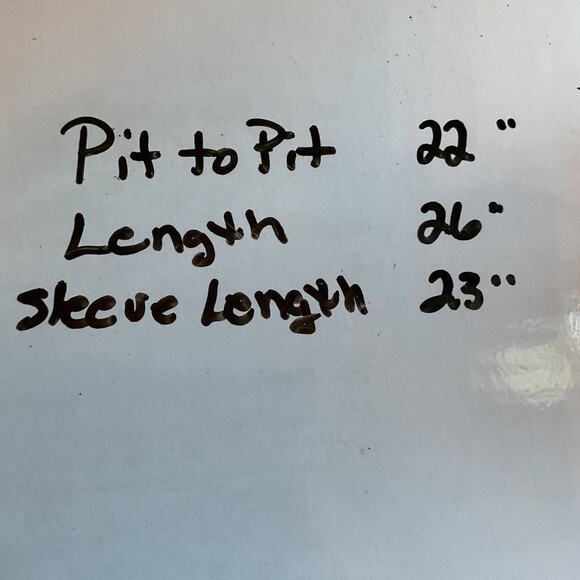 Pit to Pit 22"
Length 26"
Sleeve Length 23"